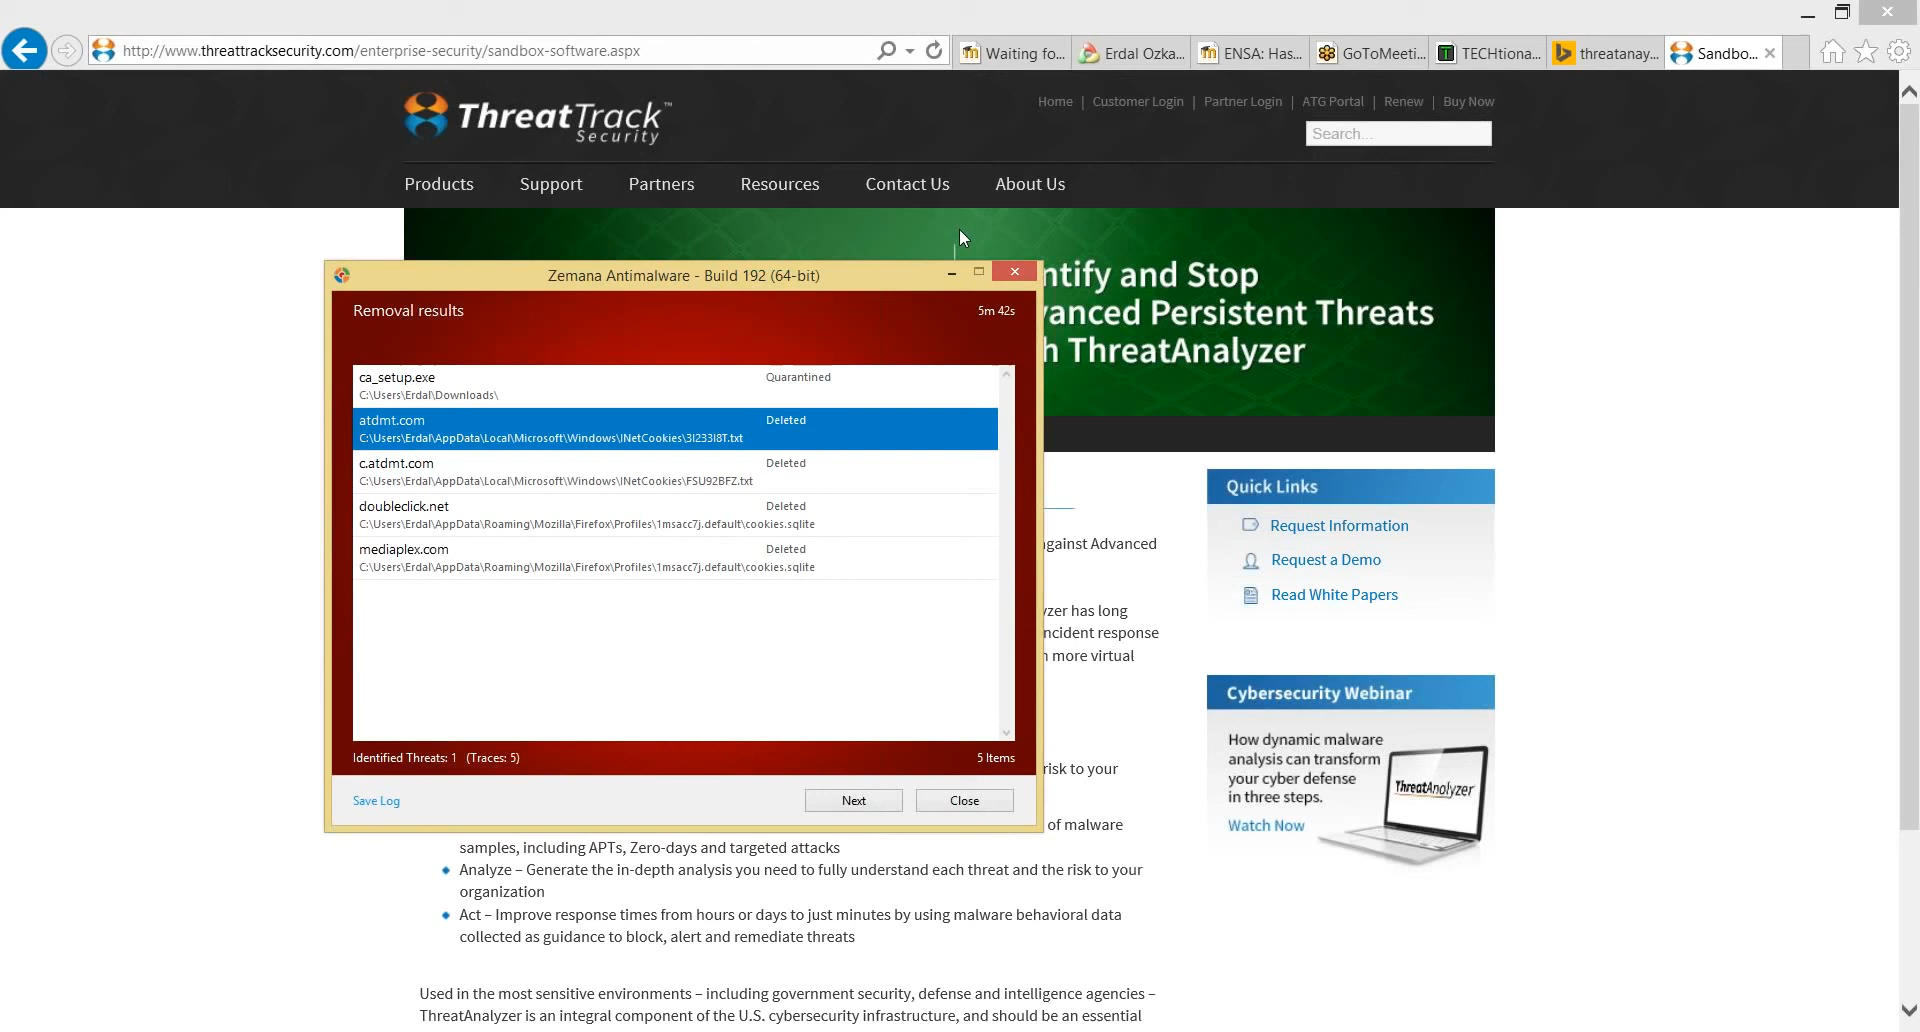 http://www.threattracksecurity.com/enterprise-security/sandbox-software.aspx
Waiting fo...
Erdal Ozka...
ENSA: Has...
GoToMeeti...
TECHtiona...
threatanay...
Sandbo...
ThreatTrack™
Security
Home | Customer Login | Partner Login | ATG Portal | Renew | Buy Now
Search...
Products
Support
Partners
Resources
Contact Us
About Us
ntify and Stop
vanced Persistent Threats
h ThreatAnalyzer
Zemana Antimalware - Build 192 (64-bit)
Removal results
5m 42s
ca_setup.exe
Quarantined
C:\Users\Erdal\Downloads\
atdmt.com
Deleted
C:\Users\Erdal\AppData\Local\Microsoft\Windows\INetCookies\3I233I8T.txt
c.atdmt.com
Deleted
C:\Users\Erdal\AppData\Local\Microsoft\Windows\INetCookies\FSU92BFZ.txt
doubleclick.net
Deleted
C:\Users\Erdal\AppData\Roaming\Mozilla\Firefox\Profiles\1msacc7j.default\cookies.sqlite
mediaplex.com
Deleted
C:\Users\Erdal\AppData\Roaming\Mozilla\Firefox\Profiles\1msacc7j.default\cookies.sqlite
Identified Threats: 1 (Traces: 5)
5 Items
Save Log
Next
Close
against Advanced
yzer has long
incident response
n more virtual
risk to your
of malware
samples, including APTs, Zero-days and targeted attacks
Analyze – Generate the in-depth analysis you need to fully understand each threat and the risk to your
organization
Act – Improve response times from hours or days to just minutes by using malware behavioral data
collected as guidance to block, alert and remediate threats
Used in the most sensitive environments – including government security, defense and intelligence agencies –
ThreatAnalyzer is an integral component of the U.S. cybersecurity infrastructure, and should be an essential
Quick Links
Request Information
Request a Demo
Read White Papers
Cybersecurity Webinar
How dynamic malware
analysis can transform
your cyber defense
in three steps.
Watch Now
ThreatAnalyzer